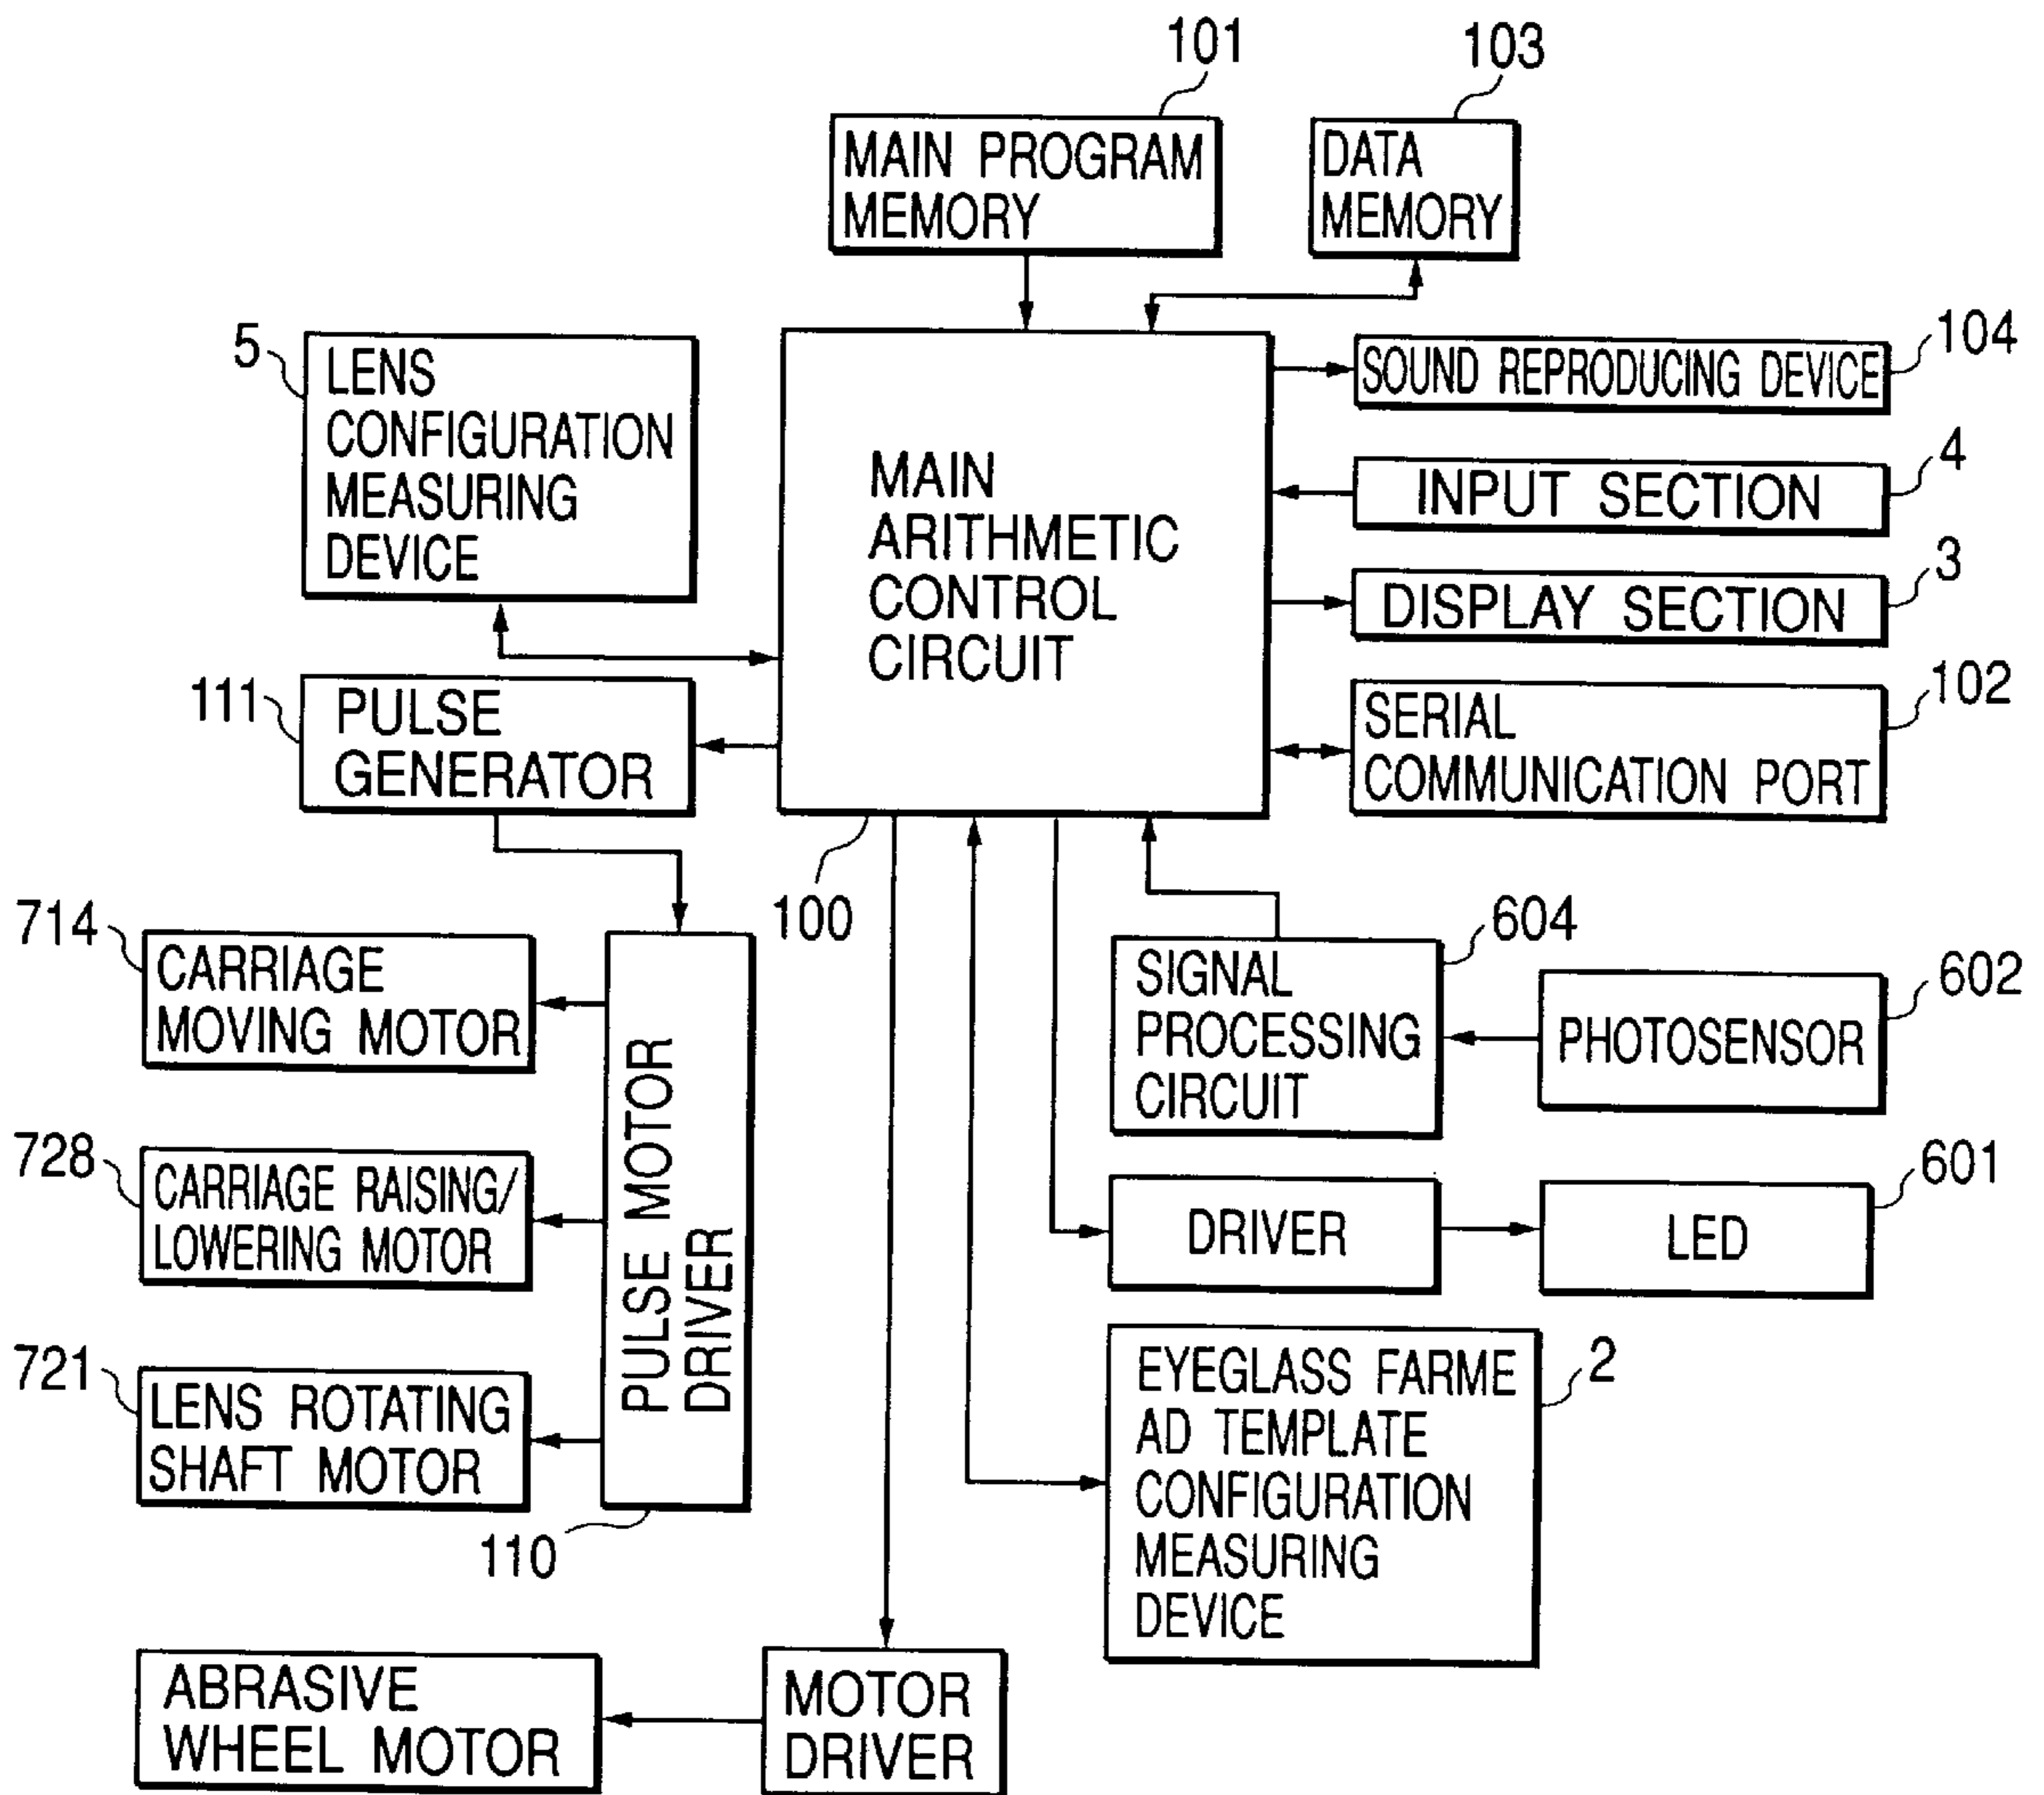 101
103
MAIN PROGRAM
MEMORY
DATA
MEMORY
5
LENS
CONFIGURATION
MEASURING
DEVICE
MAIN
ARITHMETIC
CONTROL
CIRCUIT
SOUND REPRODUCING DEVICE
104
INPUT SECTION
4
DISPLAY SECTION
3
SERIAL
COMMUNICATION PORT
102
111
PULSE
GENERATOR
100
714
CARRIAGE
MOVING MOTOR
728
CARRIAGE RAISING/
LOWERING MOTOR
721
LENS ROTATING
SHAFT MOTOR
PULSE MOTOR
DRIVER
110
SIGNAL
PROCESSING
CIRCUIT
604
PHOTOSENSOR
602
DRIVER
LED
601
EYEGLASS FARME
AD TEMPLATE
CONFIGURATION
MEASURING
DEVICE
2
ABRASIVE
WHEEL MOTOR
MOTOR
DRIVER